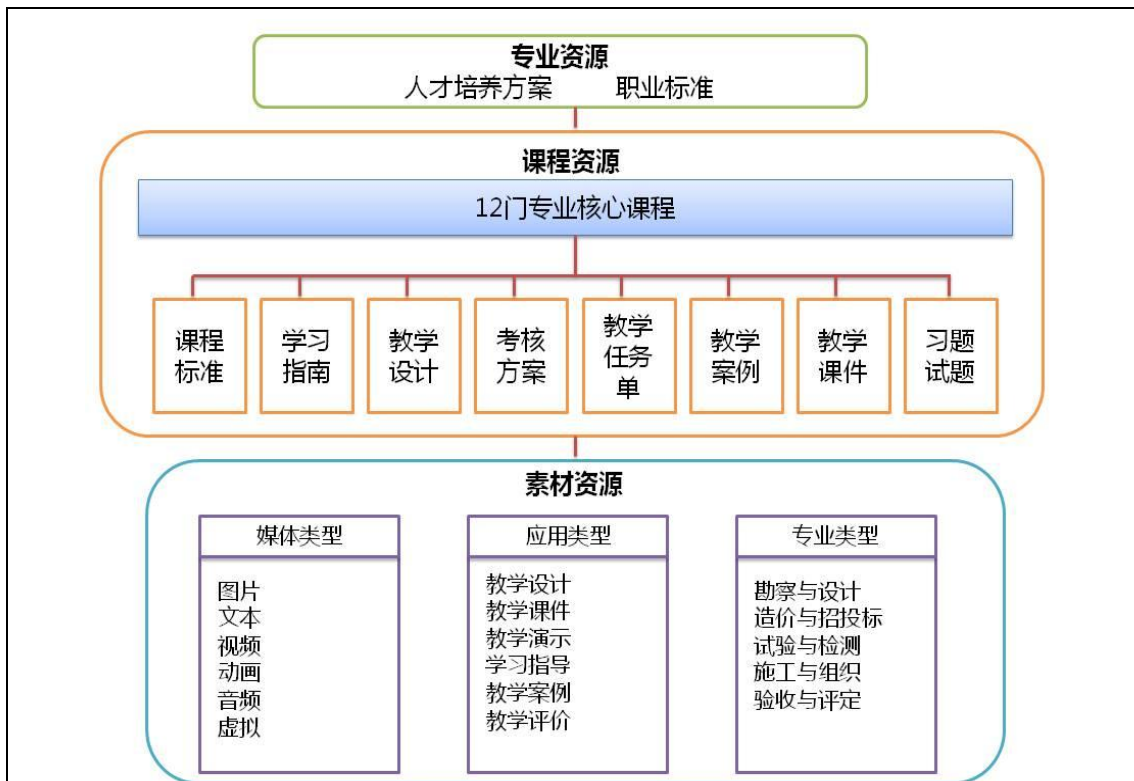 专业资源
人才培养方案 职业标准
课程资源
12门专业核心课程
课程
标准
学习
指南
教学
设计
考核
方案
教学
任务
单
教学
案例
教学
课件
习题
试题
素材资源
媒体类型
图片
文本
视频
动画
音频
虚拟
应用类型
教学设计
教学课件
教学演示
学习指导
教学案例
教学评价
专业类型
勘察与设计
造价与招投标
试验与检测
施工与组织
验收与评定